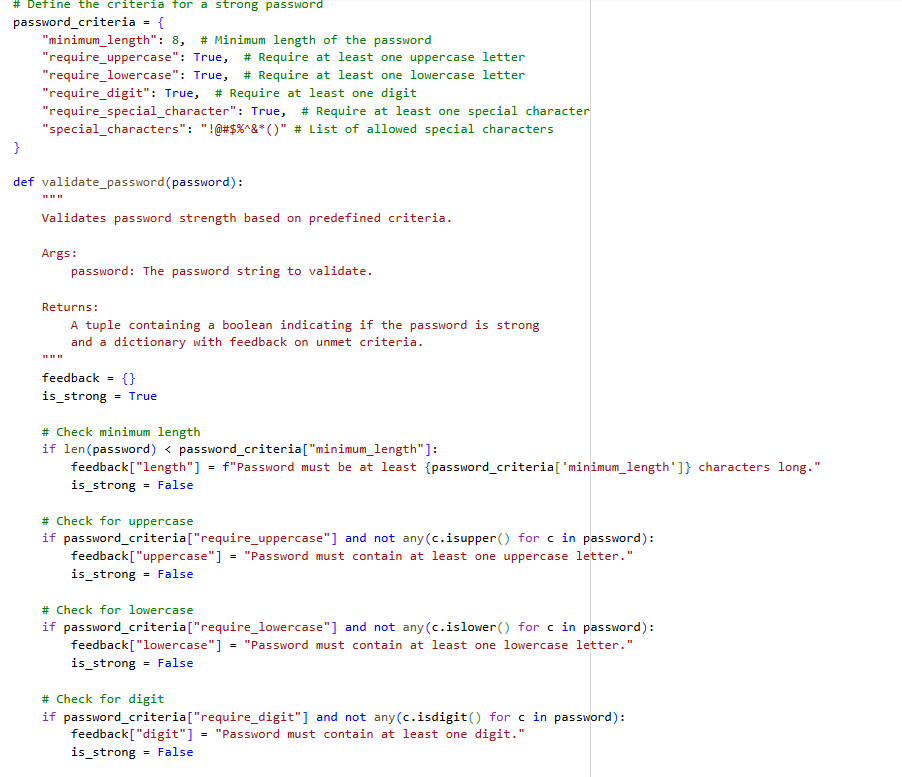 # Define the criteria for a strong password
password_criteria = {
    "minimum_length": 8,  # Minimum length of the password
    "require_uppercase": True,  # Require at least one uppercase letter
    "require_lowercase": True,  # Require at least one lowercase letter
    "require_digit": True,  # Require at least one digit
    "require_special_character": True,  # Require at least one special character
    "special_characters": "!@#$%^&*()" # List of allowed special characters
}

def validate_password(password):
    """
    Validates password strength based on predefined criteria.

    Args:
        password: The password string to validate.

    Returns:
        A tuple containing a boolean indicating if the password is strong
        and a dictionary with feedback on unmet criteria.
    """
    feedback = {}
    is_strong = True

    # Check minimum length
    if len(password) < password_criteria["minimum_length"]:
        feedback["length"] = f"Password must be at least {password_criteria['minimum_length']} characters long."
        is_strong = False

    # Check for uppercase
    if password_criteria["require_uppercase"] and not any(c.isupper() for c in password):
        feedback["uppercase"] = "Password must contain at least one uppercase letter."
        is_strong = False

    # Check for lowercase
    if password_criteria["require_lowercase"] and not any(c.islower() for c in password):
        feedback["lowercase"] = "Password must contain at least one lowercase letter."
        is_strong = False

    # Check for digit
    if password_criteria["require_digit"] and not any(c.isdigit() for c in password):
        feedback["digit"] = "Password must contain at least one digit."
        is_strong = False